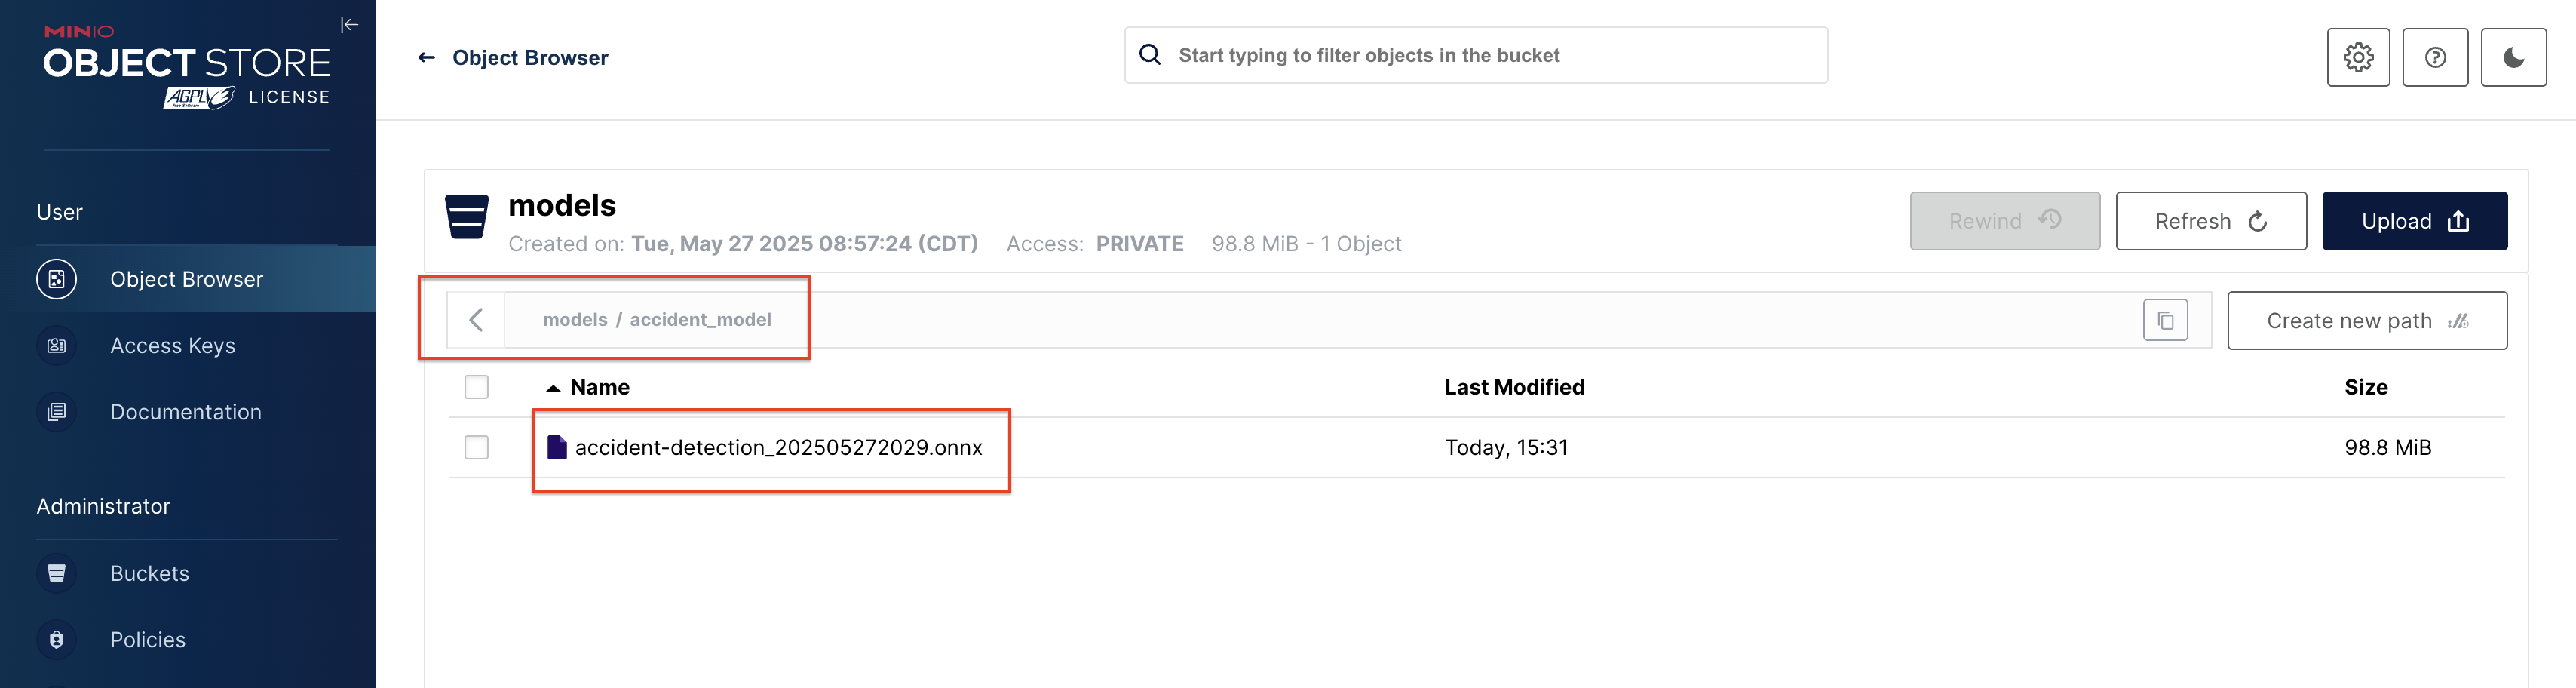 MINIO
OBJECT STORE
AGPLv3 LICENSE
Free Software
User
Object Browser
Access Keys
Documentation
Administrator
Buckets
Policies
Object Browser
Start typing to filter objects in the bucket
models
Created on: Tue, May 27 2025 08:57:24 (CDT) Access: PRIVATE 98.8 MiB - 1 Object
Rewind Refresh Upload
models / accident_model
Create new path
Name Last Modified Size
accident-detection_202505272029.onnx Today, 15:31 98.8 MiB